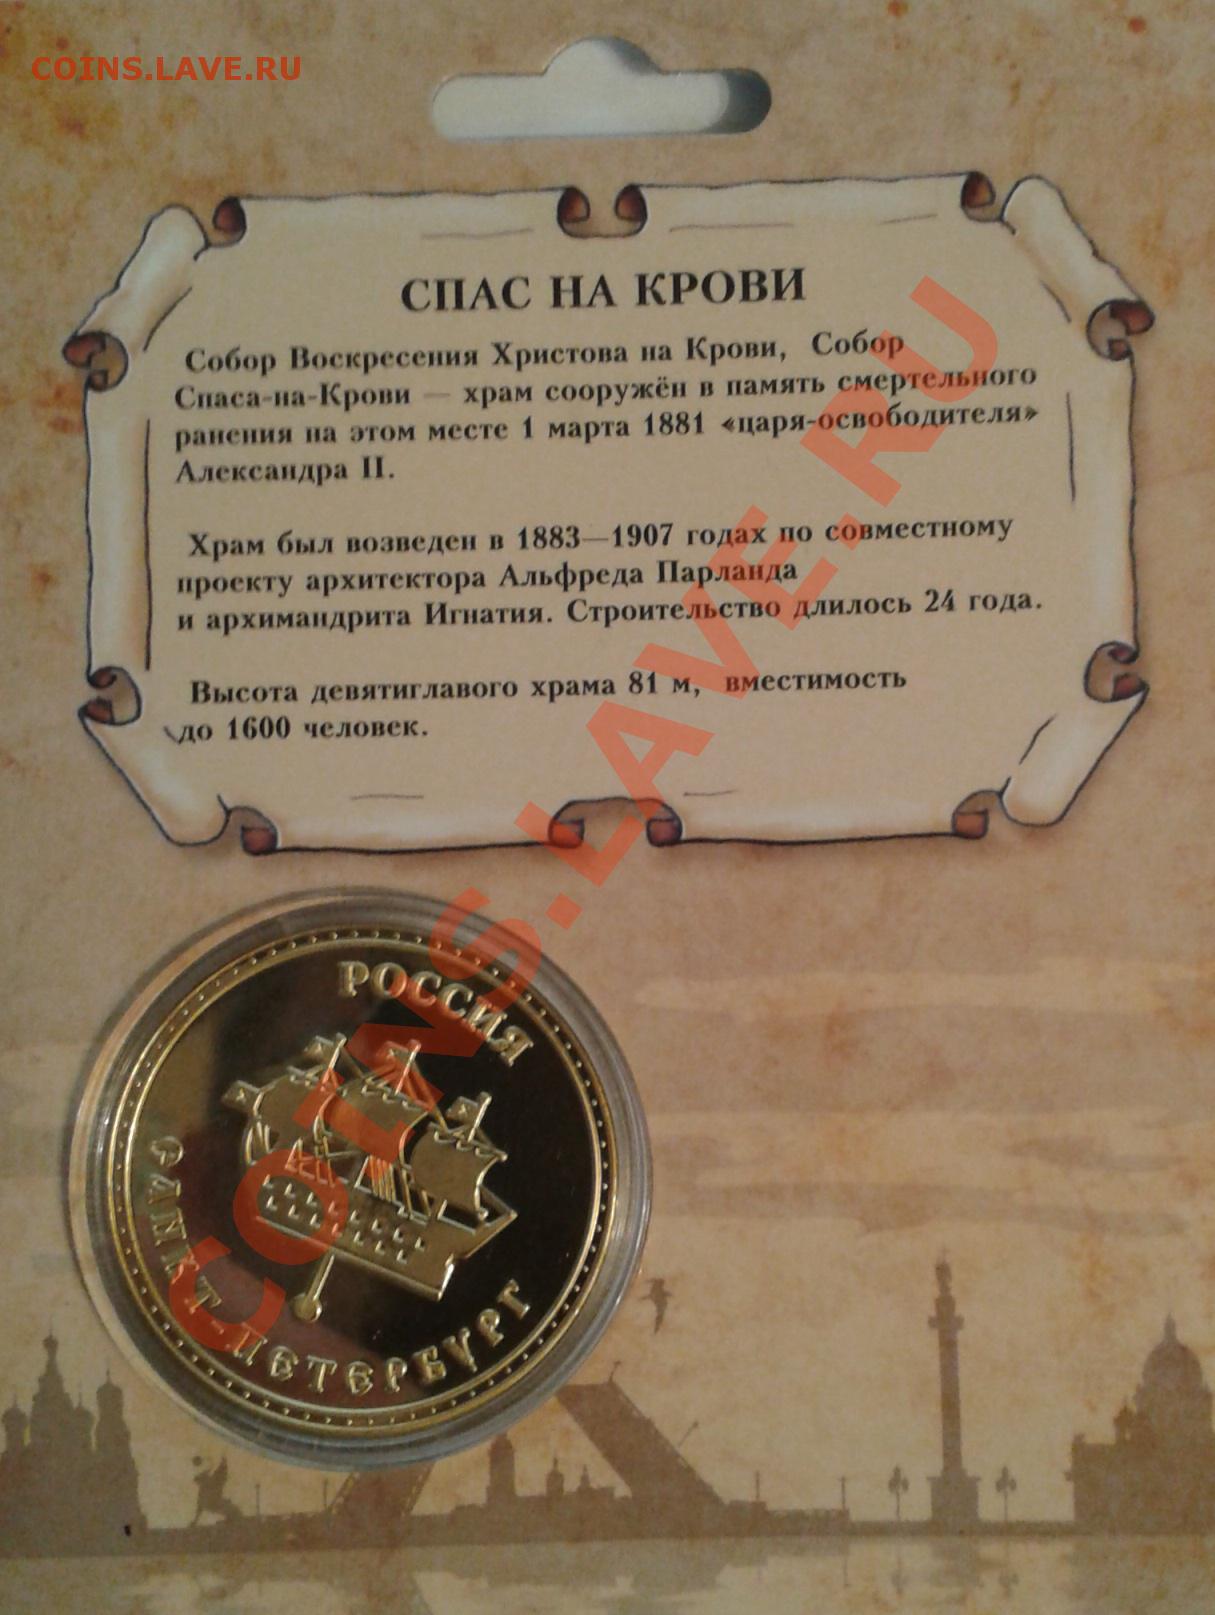 COINS.LAVE.RU
СПАС НА КРОВИ
Собор Воскресения Христова на Крови, Собор
Спаса-на-Крови — храм сооружён в память смертельного
ранения на этом месте 1 марта 1881 «царя-освободителя»
Александра II.
Храм был возведен в 1883—1907 годах по совместному
проекту архитектора Альфреда Парланда
и архимандрита Игнатия. Строительство длилось 24 года.
Высота девятиглавого храма 81 м, вместимость
до 1600 человек.
COINS.LAVE.RU
РОССИЯ
САНКТ-ПЕТЕРБУРГ